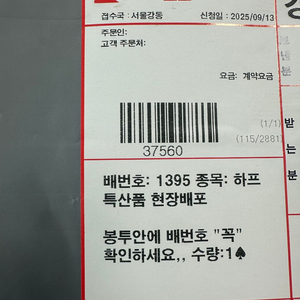 접수국 : 서울강동 신청일 : 2025/09/13
주문인:
고객 주문처:
요금: 계약요금
(1/1)
(115/2881)
37560
받
는
분
배번호: 1395 종목: 하프
특산품 현장배포
봉투안에 배번호 "꼭"
확인하세요,, 수량:1♠